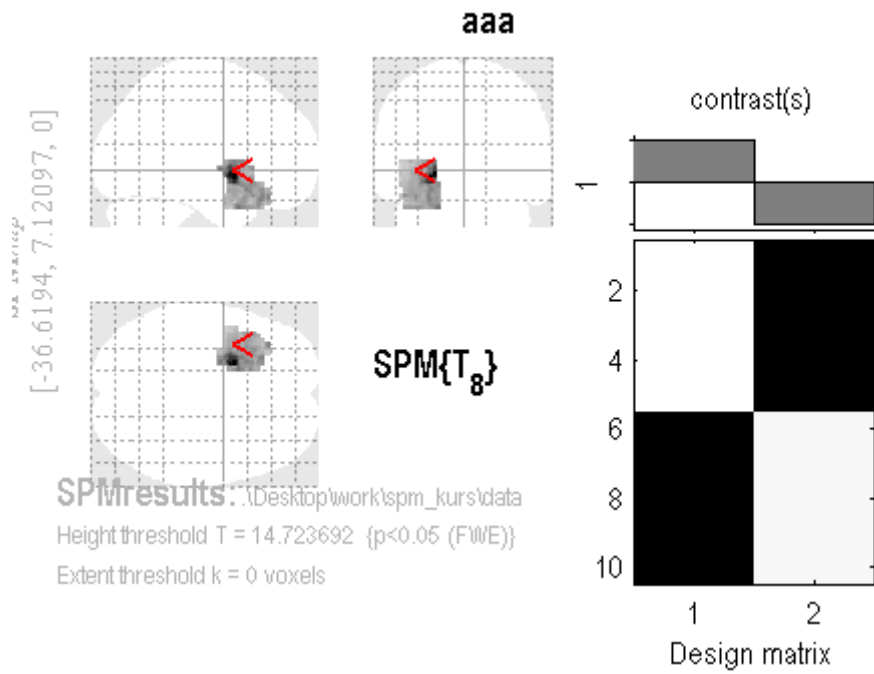 aaa
contrast(s)
1
[-36.6194, 7.12097, 0]
SPM{T8}
2
4
6
8
10
1 2
Design matrix
SPMresults: .\Desktop\work\spm_kurs\data
Height threshold T = 14.723692 {p<0.05 (FWE)}
Extent threshold k = 0 voxels